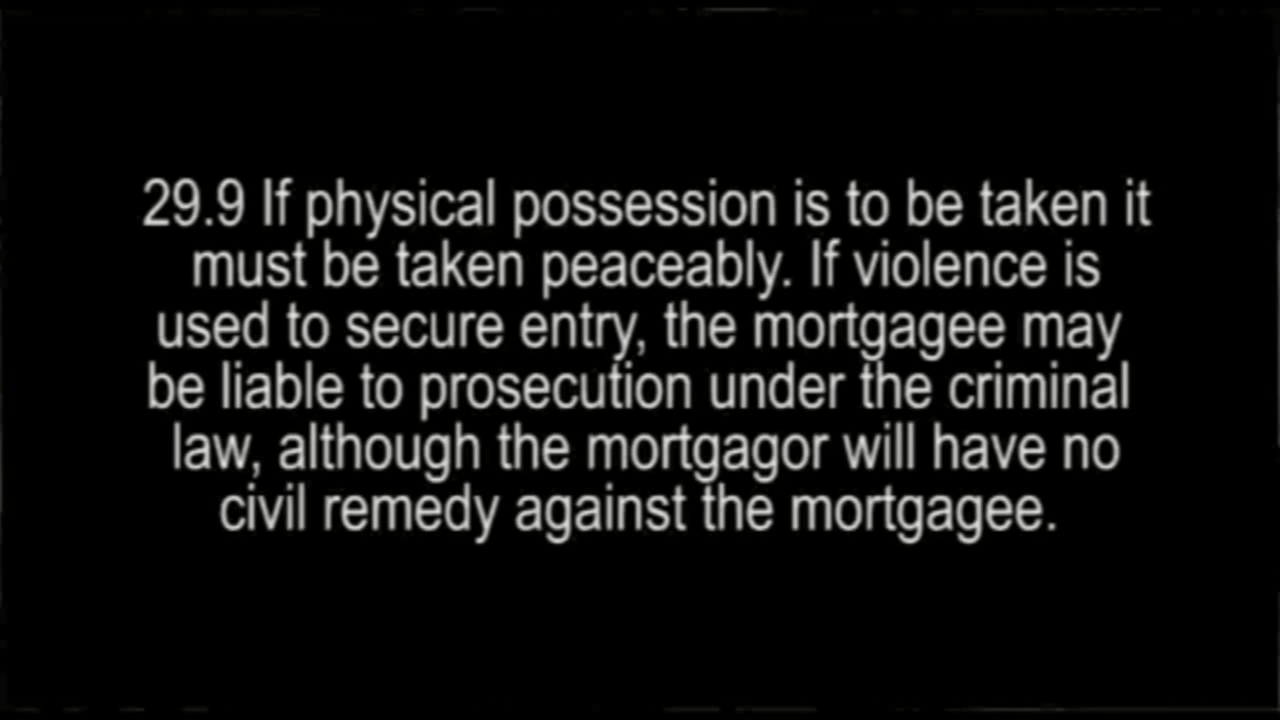 29.9 If physical possession is to be taken it
must be taken peaceably. If violence is
used to secure entry, the mortgagee may
be liable to prosecution under the criminal
law, although the mortgagor will have no
civil remedy against the mortgagee.